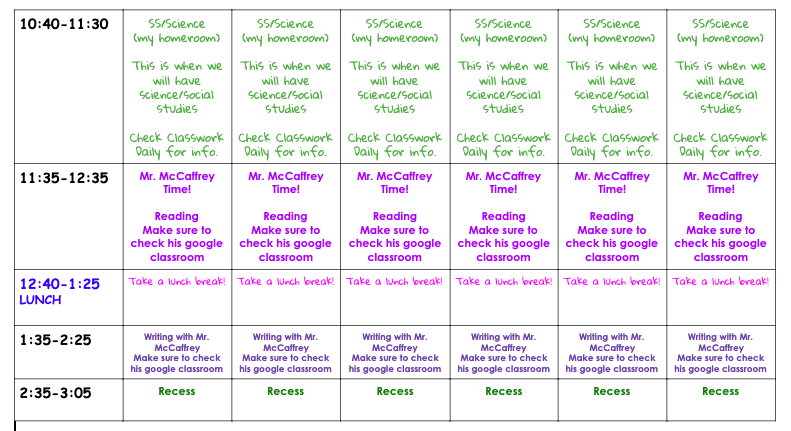 10:40-11:30
SS/Science SS/Science SS/Science SS/Science SS/Science SS/Science
(my homeroom) (my homeroom) (my homeroom) (my homeroom) (my homeroom) (my homeroom)
This is when we This is when we This is when we This is when we This is when we This is when we
will have will have will have will have will have will have
science/social science/social science/social science/social science/social science/social
studies studies studies studies studies studies
Check Classwork Check Classwork Check Classwork Check Classwork Check Classwork Check Classwork
Daily for info. Daily for info. Daily for info. Daily for info. Daily for info. Daily for info.
11:35-12:35
Mr. McCaffrey Mr. McCaffrey Mr. McCaffrey Mr. McCaffrey Mr. McCaffrey Mr. McCaffrey
Time! Time! Time! Time! Time! Time!
Reading Reading Reading Reading Reading Reading
Make sure to Make sure to Make sure to Make sure to Make sure to Make sure to
check his google check his google check his google check his google check his google check his google
classroom classroom classroom classroom classroom classroom
12:40-1:25 Take a lunch break! Take a lunch break! Take a lunch break! Take a lunch break! Take a lunch break! Take a lunch break!
LUNCH
1:35-2:25
Writing with Mr. Writing with Mr. Writing with Mr. Writing with Mr. Writing with Mr. Writing with Mr.
McCaffrey McCaffrey McCaffrey McCaffrey McCaffrey McCaffrey
Make sure to check Make sure to check Make sure to check Make sure to check Make sure to check Make sure to check
his google classroom his google classroom his google classroom his google classroom his google classroom his google classroom
2:35-3:05 Recess Recess Recess Recess Recess Recess